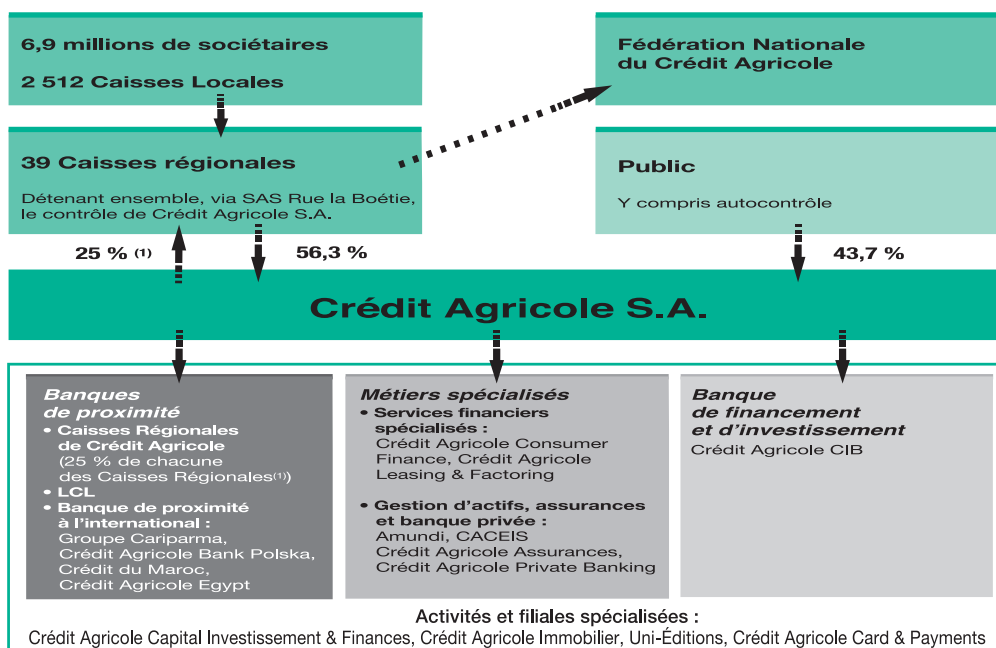 6,9 millions de sociétaires
2 512 Caisses Locales
Fédération Nationale
du Crédit Agricole
39 Caisses régionales
Détenant ensemble, via SAS Rue la Boétie,
le contrôle de Crédit Agricole S.A.
Public
Y compris autocontrôle
25 % (1)
56,3 %
43,7 %
Crédit Agricole S.A.
Banques
de proximité
• Caisses Régionales
de Crédit Agricole
(25 % de chacune
des Caisses Régionales(1))
• LCL
• Banque de proximité
à l'international :
Groupe Cariparma,
Crédit Agricole Bank Polska,
Crédit du Maroc,
Crédit Agricole Egypt
Métiers spécialisés
• Services financiers
spécialisés :
Crédit Agricole Consumer
Finance, Crédit Agricole
Leasing & Factoring
• Gestion d'actifs, assurances
et banque privée :
Amundi, CACEIS
Crédit Agricole Assurances,
Crédit Agricole Private Banking
Banque
de financement
et d'investissement
Crédit Agricole CIB
Activités et filiales spécialisées :
Crédit Agricole Capital Investissement & Finances, Crédit Agricole Immobilier, Uni-Éditions, Crédit Agricole Card & Payments